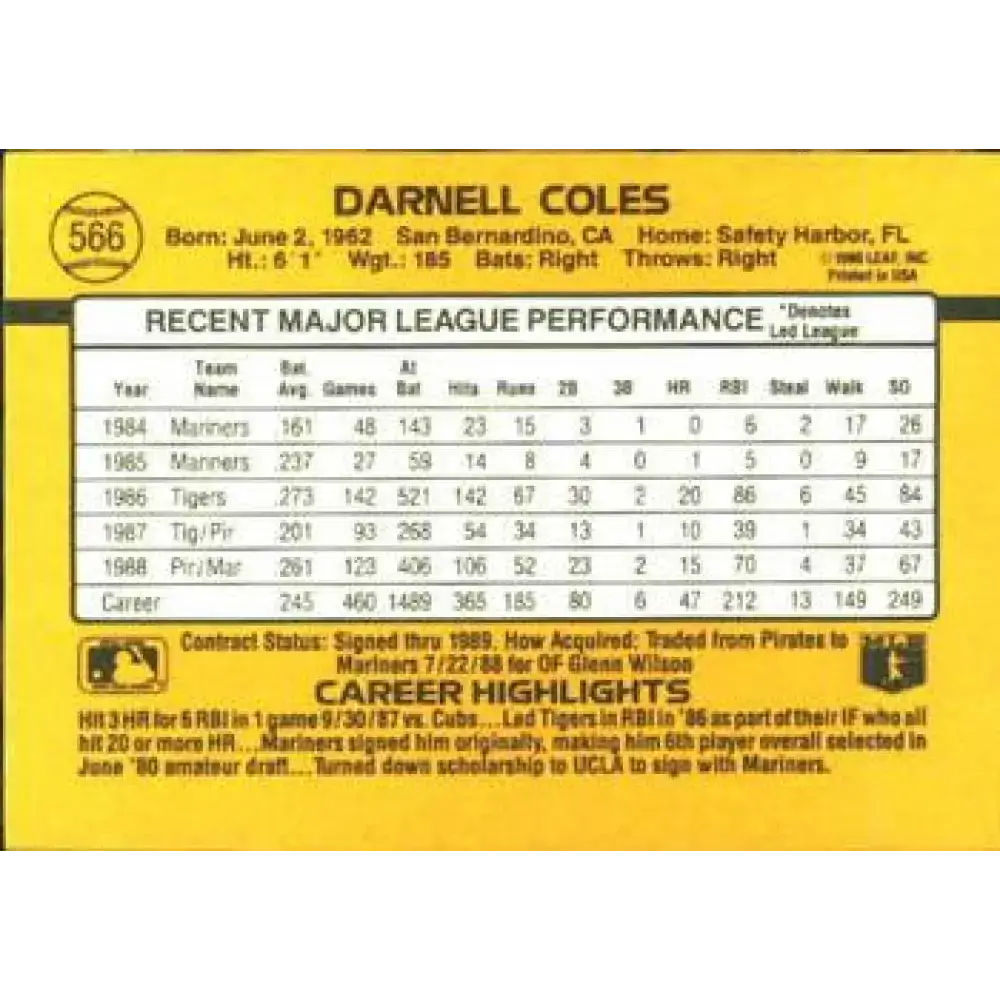 DARNELL COLES
566
Born: June 2, 1962 San Bernardino, CA Home: Safety Harbor, FL
Ht.: 6'1" Wgt.: 185 Bats: Right Throws: Right
LEAF, INC.
Printed in USA
RECENT MAJOR LEAGUE PERFORMANCE *Denotes Led League
Year Team Name Bat. Avg. Games At Bat Hits Runs 2B 3B HR RBI Steal Walk SO
1984 Mariners .161 48 143 23 15 3 1 0 6 2 17 26
1985 Mariners .237 27 59 14 8 4 0 1 5 0 9 17
1986 Tigers .273 142 521 142 67 30 2 20 86 6 45 84
1987 Tig/Pir .201 93 268 54 34 13 1 10 39 1 34 43
1988 Pir/Mar .261 123 406 106 52 23 2 15 70 4 37 67
Career .245 460 1489 365 185 80 6 47 212 13 149 249
Contract Status: Signed thru 1989. How Acquired: Traded from Pirates to
Mariners 7/22/88 for OF Glenn Wilson
CAREER HIGHLIGHTS
Hit 3 HR for 6 RBI in 1 game 9/30/87 vs. Cubs...Led Tigers in RBI in '86 as part of their IF who all
hit 20 or more HR...Mariners signed him originally, making him 6th player overall selected in
June '80 amateur draft...Turned down scholarship to UCLA to sign with Mariners.